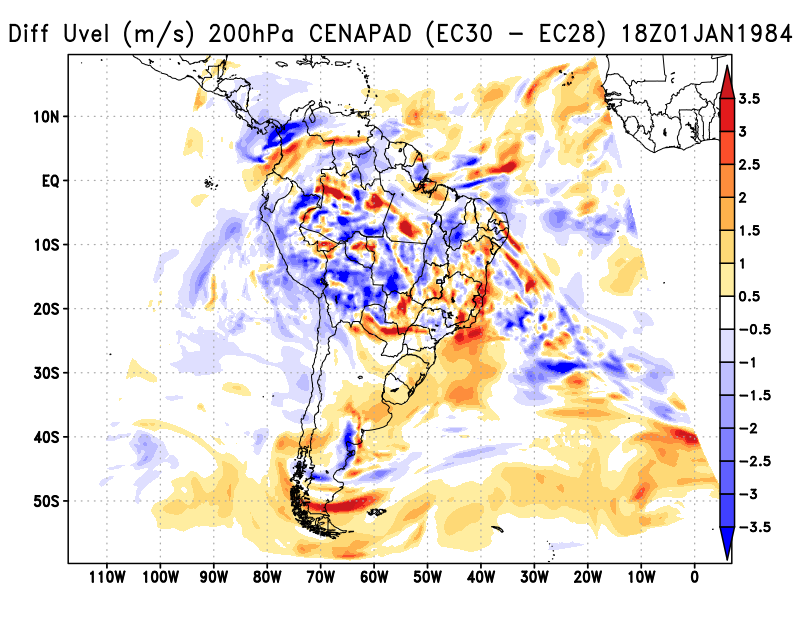 Diff Uvel (m/s) 200hPa CENAPAD (EC30 − EC28) 18Z01JAN1984
10N
EQ
10S
20S
30S
40S
50S
110W 100W 90W 80W 70W 60W 50W 40W 30W 20W 10W 0
3.5
3
2.5
2
1.5
1
0.5
−0.5
−1
−1.5
−2
−2.5
−3
−3.5